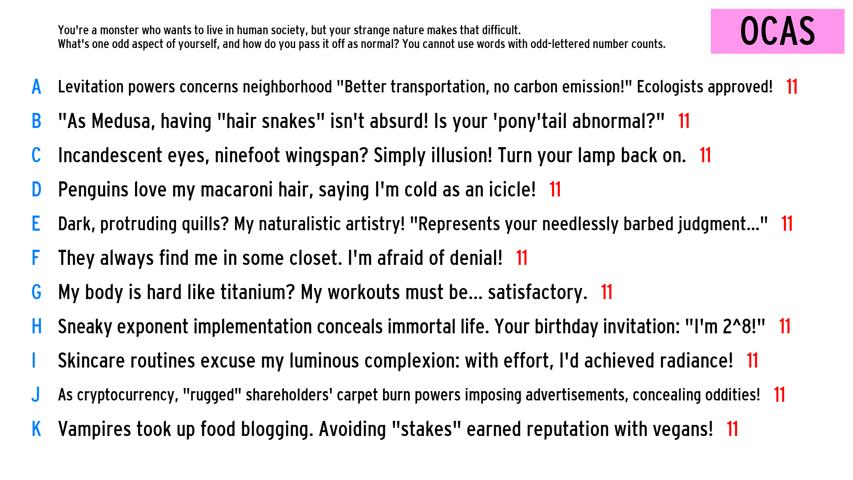 You're a monster who wants to live in human society, but your strange nature makes that difficult.
What's one odd aspect of yourself, and how do you pass it off as normal? You cannot use words with odd-lettered number counts.
OCAS
A Levitation powers concerns neighborhood "Better transportation, no carbon emission!" Ecologists approved! 11
B "As Medusa, having "hair snakes" isn't absurd! Is your 'pony'tail abnormal?" 11
C Incandescent eyes, ninefoot wingspan? Simply illusion! Turn your lamp back on. 11
D Penguins love my macaroni hair, saying I'm cold as an icicle! 11
E Dark, protruding quills? My naturalistic artistry! "Represents your needlessly barbed judgment..." 11
F They always find me in some closet. I'm afraid of denial! 11
G My body is hard like titanium? My workouts must be... satisfactory. 11
H Sneaky exponent implementation conceals immortal life. Your birthday invitation: "I'm 2^8!" 11
I Skincare routines excuse my luminous complexion: with effort, I'd achieved radiance! 11
J As cryptocurrency, "rugged" shareholders' carpet burn powers imposing advertisements, concealing oddities! 11
K Vampires took up food blogging. Avoiding "stakes" earned reputation with vegans! 11